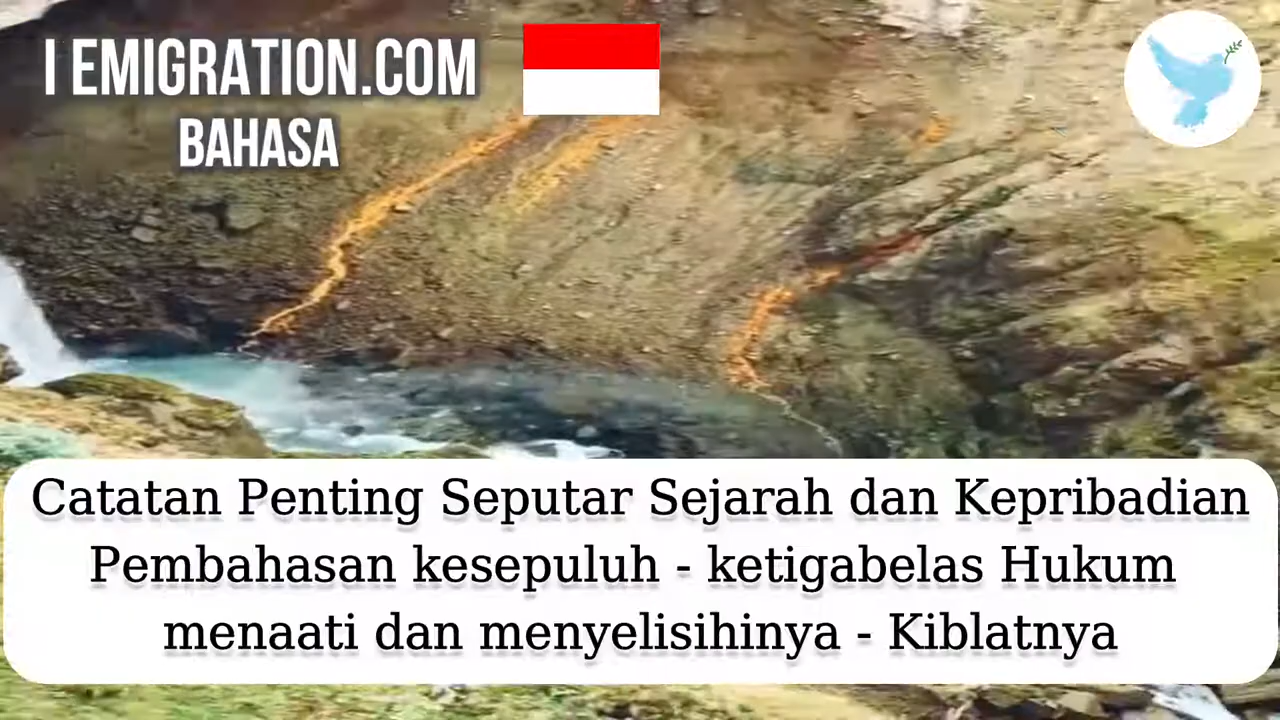 I EMIGRATION.COM
BAHASA
Catatan Penting Seputar Sejarah dan Kepribadian
Pembahasan kesepuluh - ketigabelas Hukum
menaati dan menyelisihinya - Kiblatnya